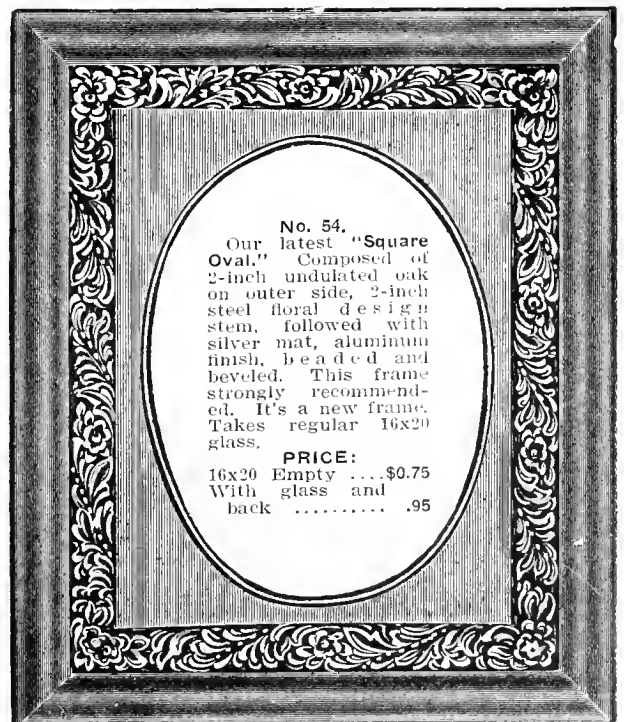 No. 54.
Our latest "Square
Oval." Composed of
2-inch undulated oak
on outer side, 2-inch
steel floral design
stem, followed with
silver mat, aluminum
finish, beaded and
beveled. This frame
strongly recommend-
ed. It's a new frame.
Takes regular 16x20
glass.
PRICE:
16x20 Empty ....$0.75
With glass and
back .......... .95